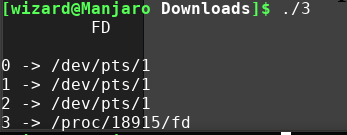 [wizard@Manjaro Downloads]$ ./3
FD
0 -> /dev/pts/1
1 -> /dev/pts/1
2 -> /dev/pts/1
3 -> /proc/18915/fd